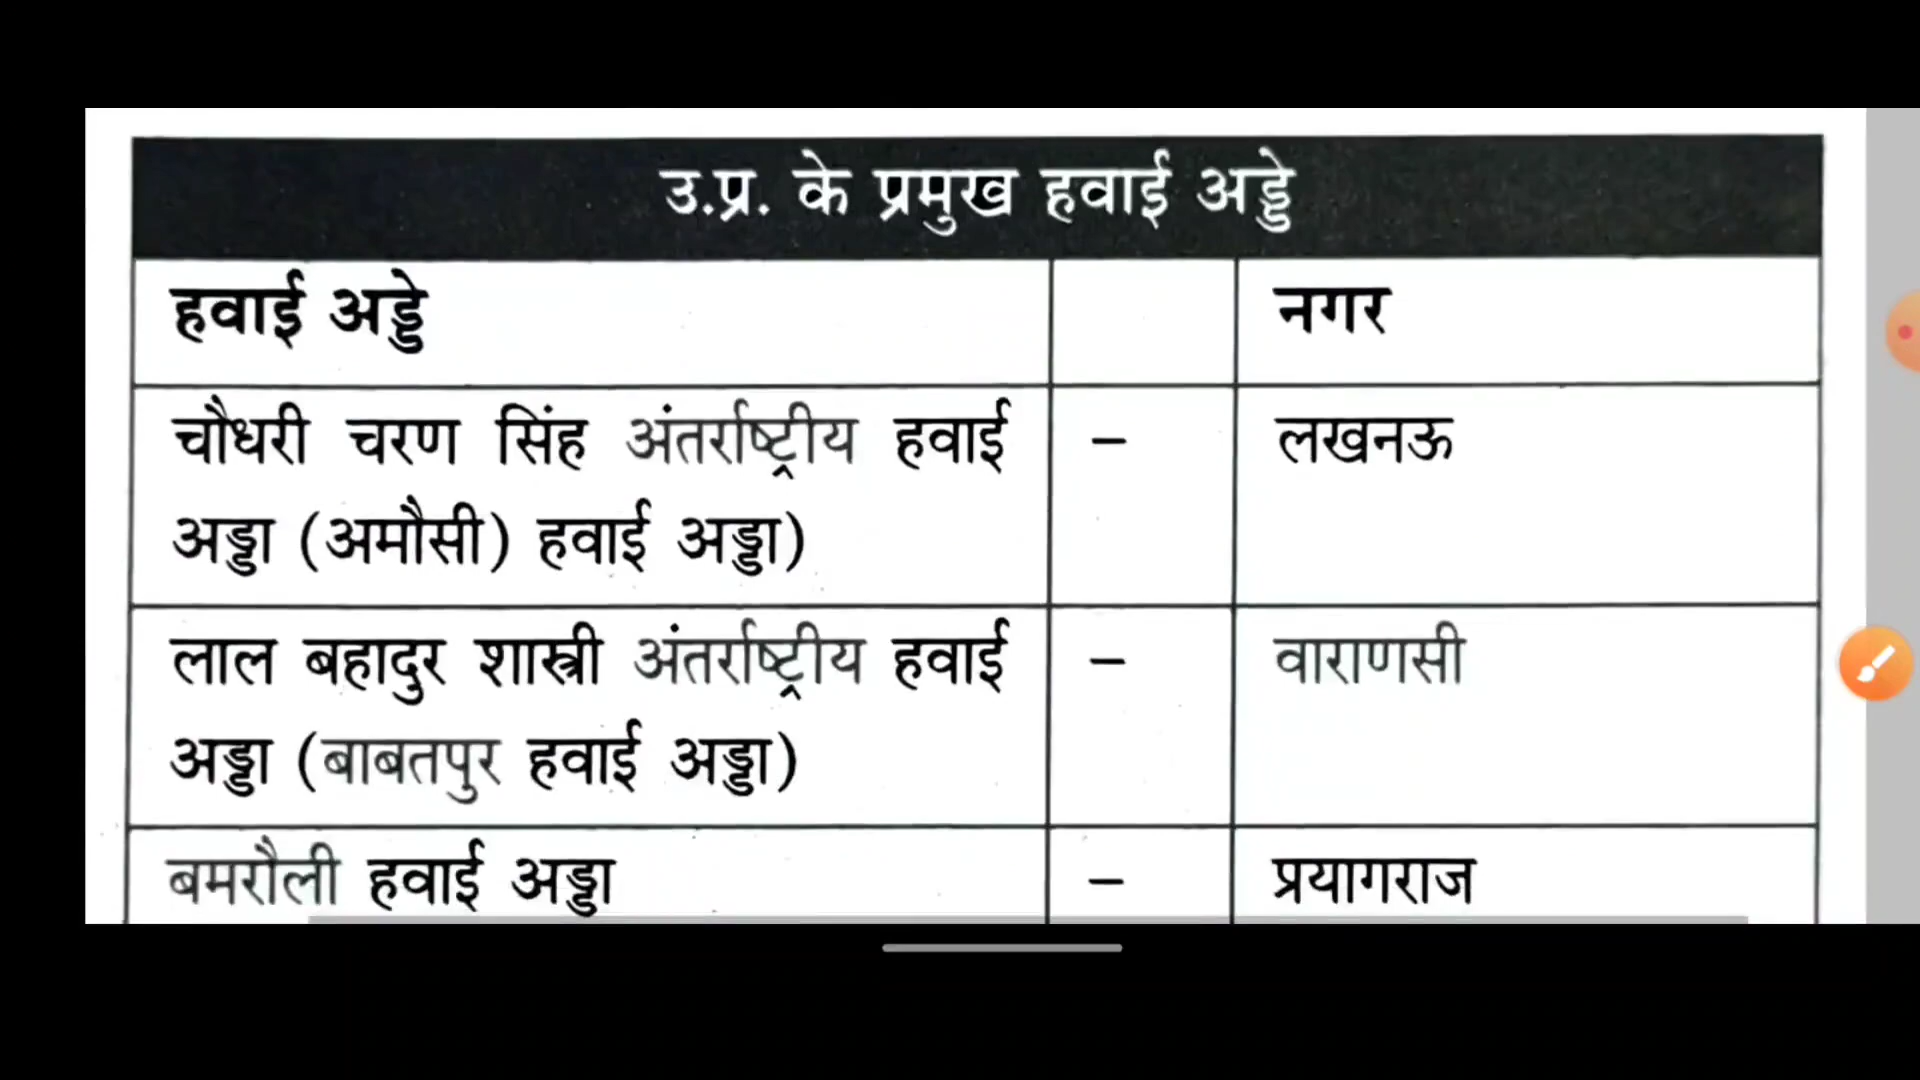 उ.प्र. के प्रमुख हवाई अड्डे
हवाई अड्डे नगर
चौधरी चरण सिंह अंतर्राष्ट्रीय हवाई – लखनऊ
अड्डा (अमौसी) हवाई अड्डा)
लाल बहादुर शास्त्री अंतर्राष्ट्रीय हवाई – वाराणसी
अड्डा (बाबतपुर हवाई अड्डा)
बमरौली हवाई अड्डा – प्रयागराज